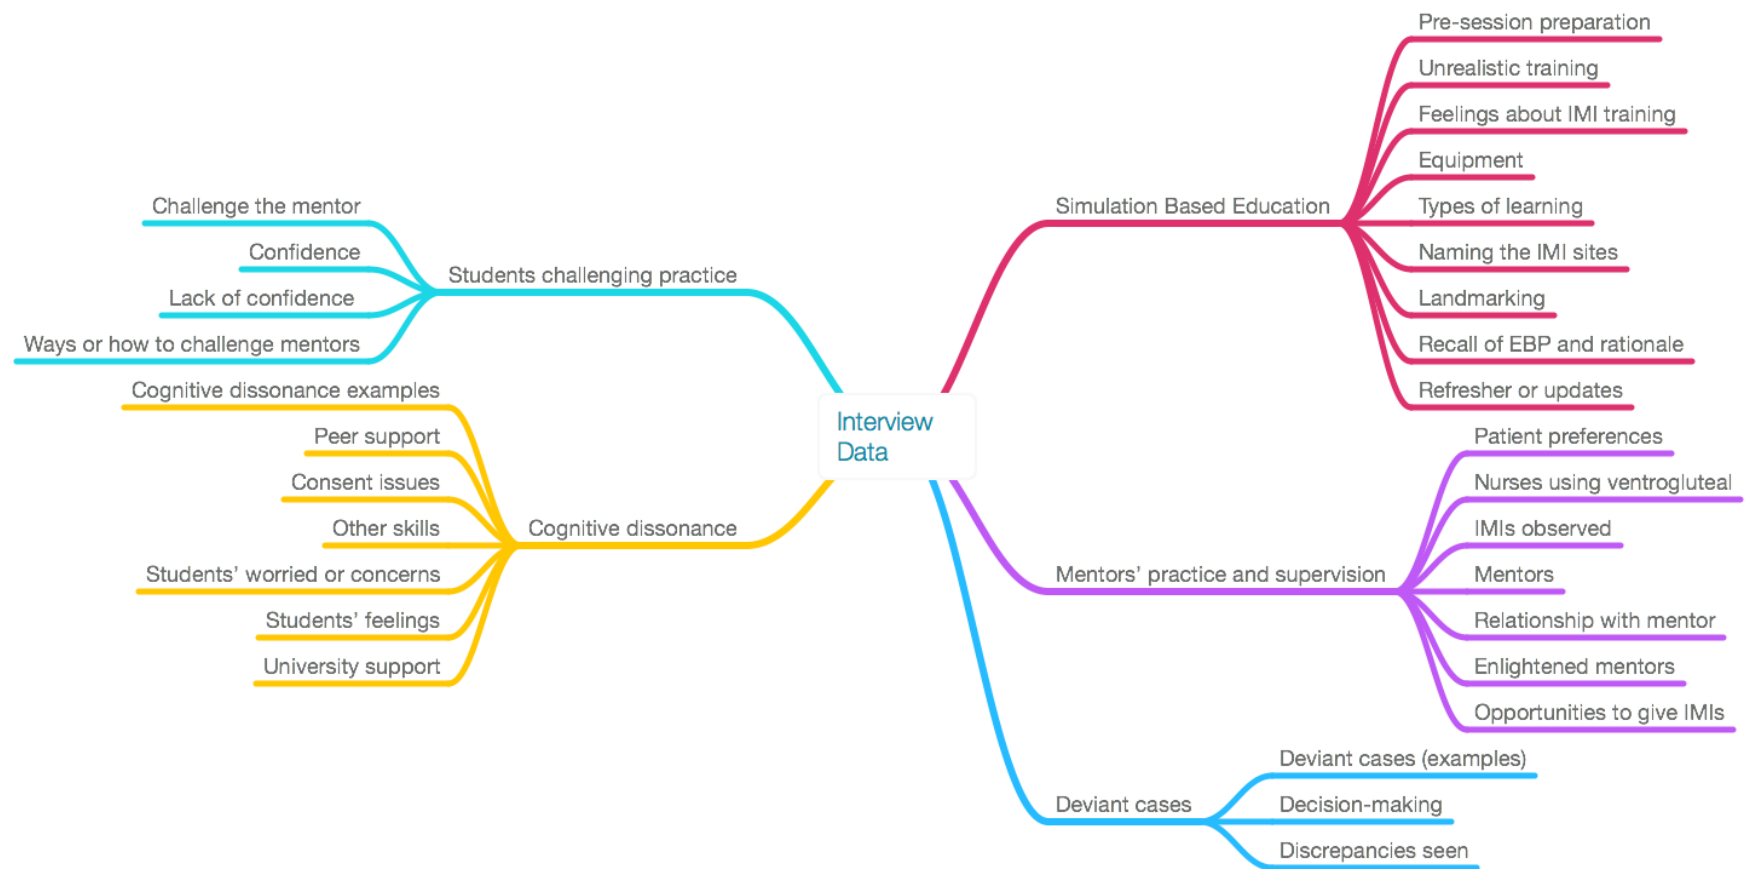 Interview
Data
Students challenging practice
Challenge the mentor
Confidence
Lack of confidence
Ways or how to challenge mentors
Cognitive dissonance
Cognitive dissonance examples
Peer support
Consent issues
Other skills
Students’ worried or concerns
Students’ feelings
University support
Simulation Based Education
Pre-session preparation
Unrealistic training
Feelings about IMI training
Equipment
Types of learning
Naming the IMI sites
Landmarking
Recall of EBP and rationale
Refresher or updates
Mentors’ practice and supervision
Patient preferences
Nurses using ventrogluteal
IMIs observed
Mentors
Relationship with mentor
Enlightened mentors
Opportunities to give IMIs
Deviant cases
Deviant cases (examples)
Decision-making
Discrepancies seen